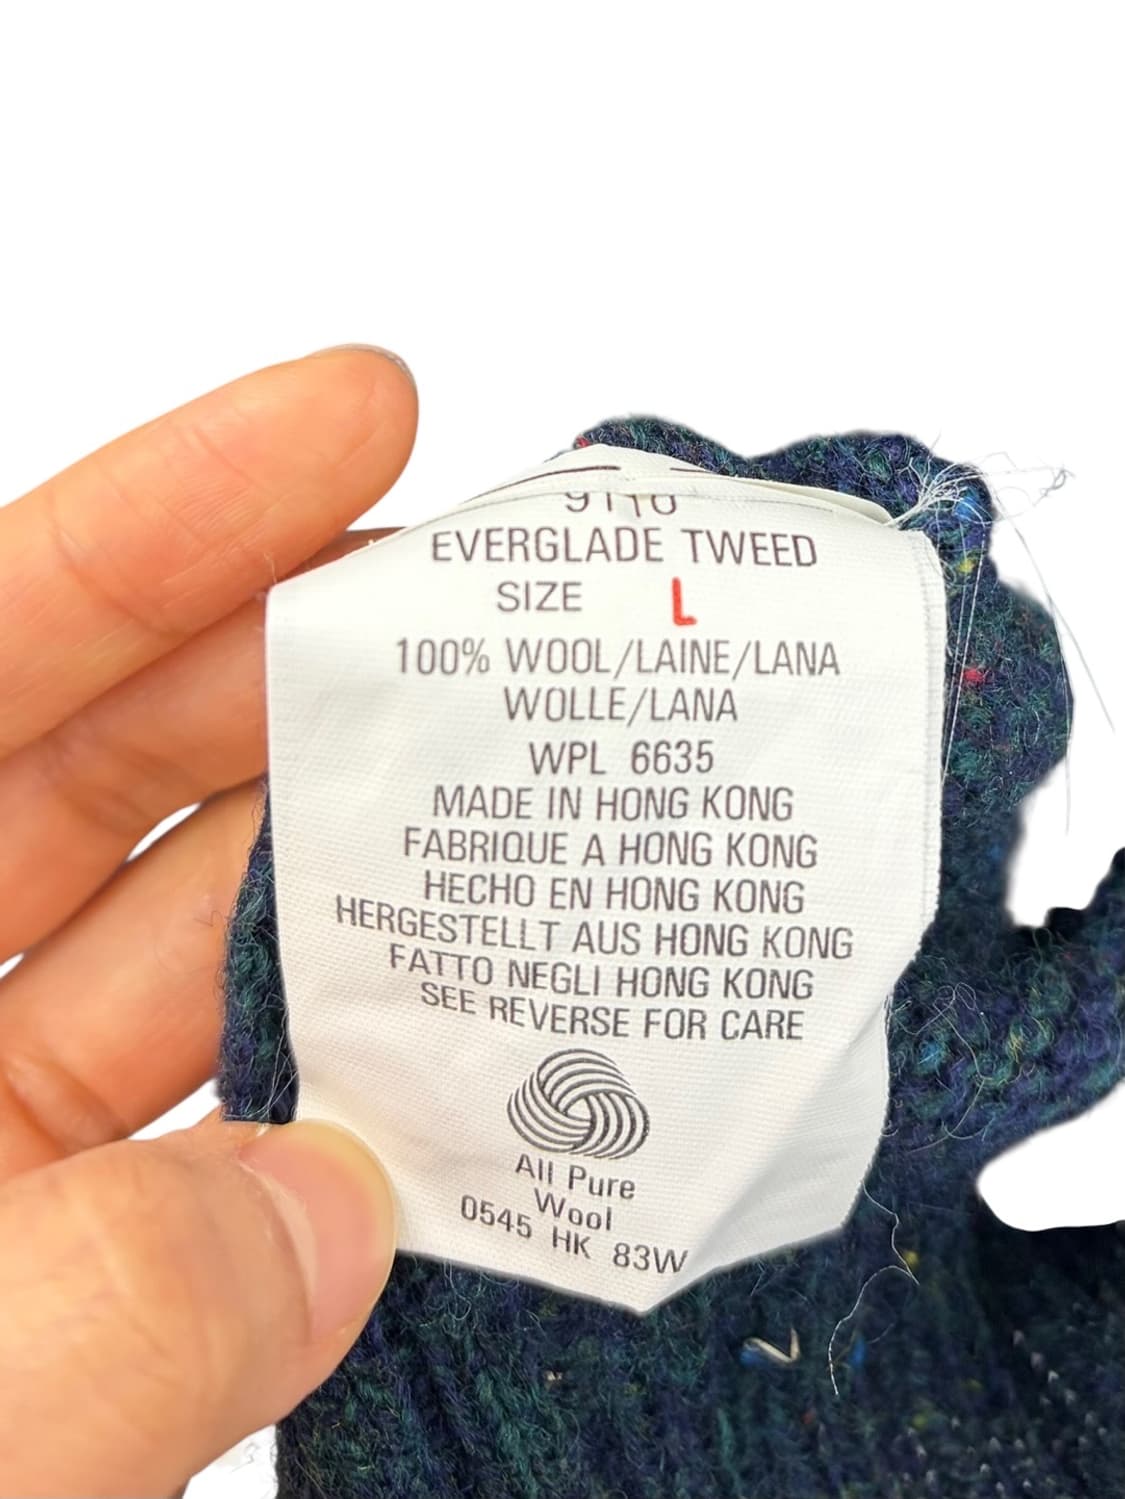 EVERGLADE TWEED
SIZE L
100% WOOL/LAINE/LANA
WOLLE/LANA
WPL 6635
MADE IN HONG KONG
FABRIQUE A HONG KONG
HECHO EN HONG KONG
HERGESTELLT AUS HONG KONG
FATTO NEGLI HONG KONG
SEE REVERSE FOR CARE
All Pure
Wool
0545 HK 83W